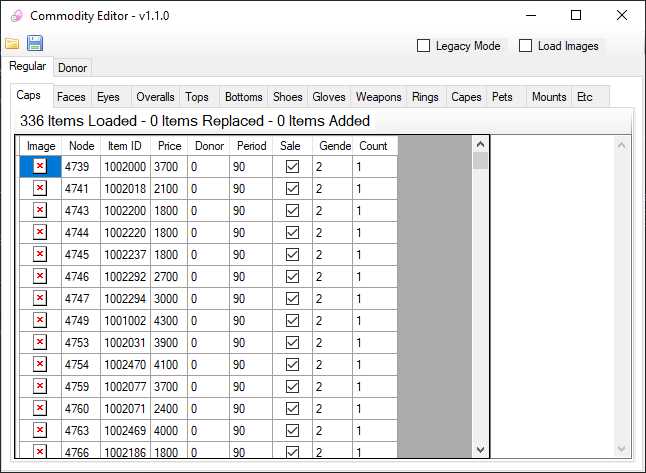 Commodity Editor - v1.1.0
Legacy Mode Load Images
Regular Donor
Caps Faces Eyes Overalls Tops Bottoms Shoes Gloves Weapons Rings Capes Pets Mounts Etc
336 Items Loaded - 0 Items Replaced - 0 Items Added
Image Node Item ID Price Donor Period Sale Gende Count
4739 1002000 3700 0 90 2 1
4741 1002018 2100 0 90 2 1
4743 1002200 1800 0 90 2 1
4744 1002220 1800 0 90 2 1
4745 1002237 1800 0 90 2 1
4746 1002292 2700 0 90 2 1
4747 1002294 3000 0 90 2 1
4749 1001002 4300 0 90 2 1
4753 1002031 3900 0 90 2 1
4754 1002470 4100 0 90 2 1
4759 1002077 3700 0 90 2 1
4760 1002071 2400 0 90 2 1
4763 1002469 4000 0 90 2 1
4766 1002186 1800 0 90 2 1